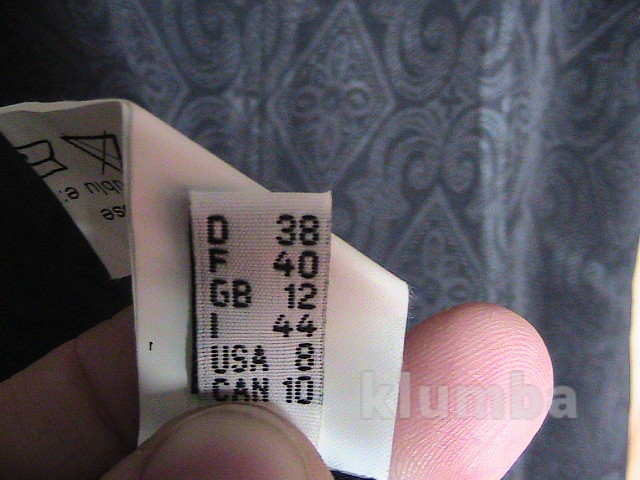 D 38
F 40
GB 12
I 44
USA 8
CAN 10
klumba